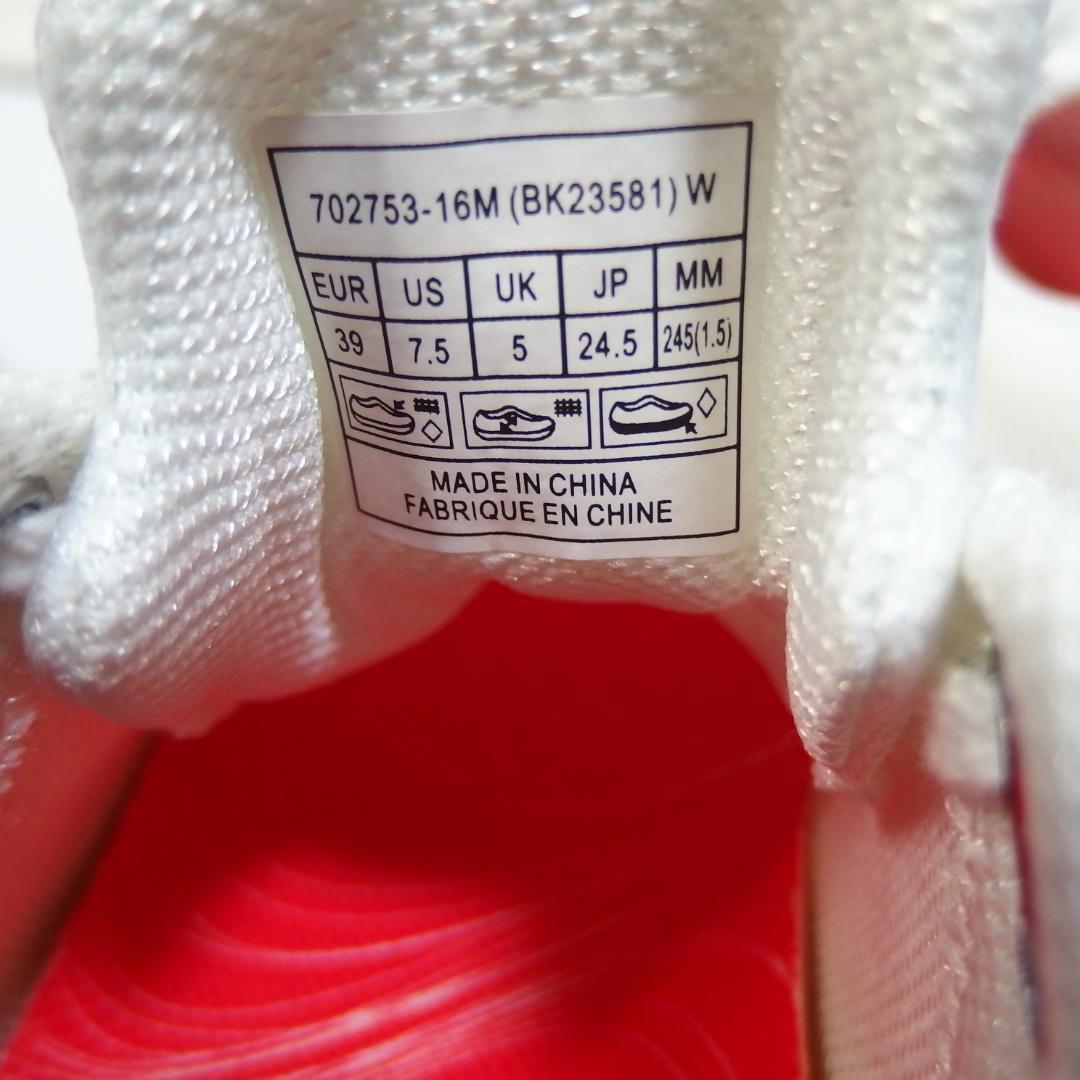 702753-16M (BK23581) W
EUR US UK JP MM
39 7.5 5 24.5 245(1.5)
MADE IN CHINA
FABRIQUE EN CHINE